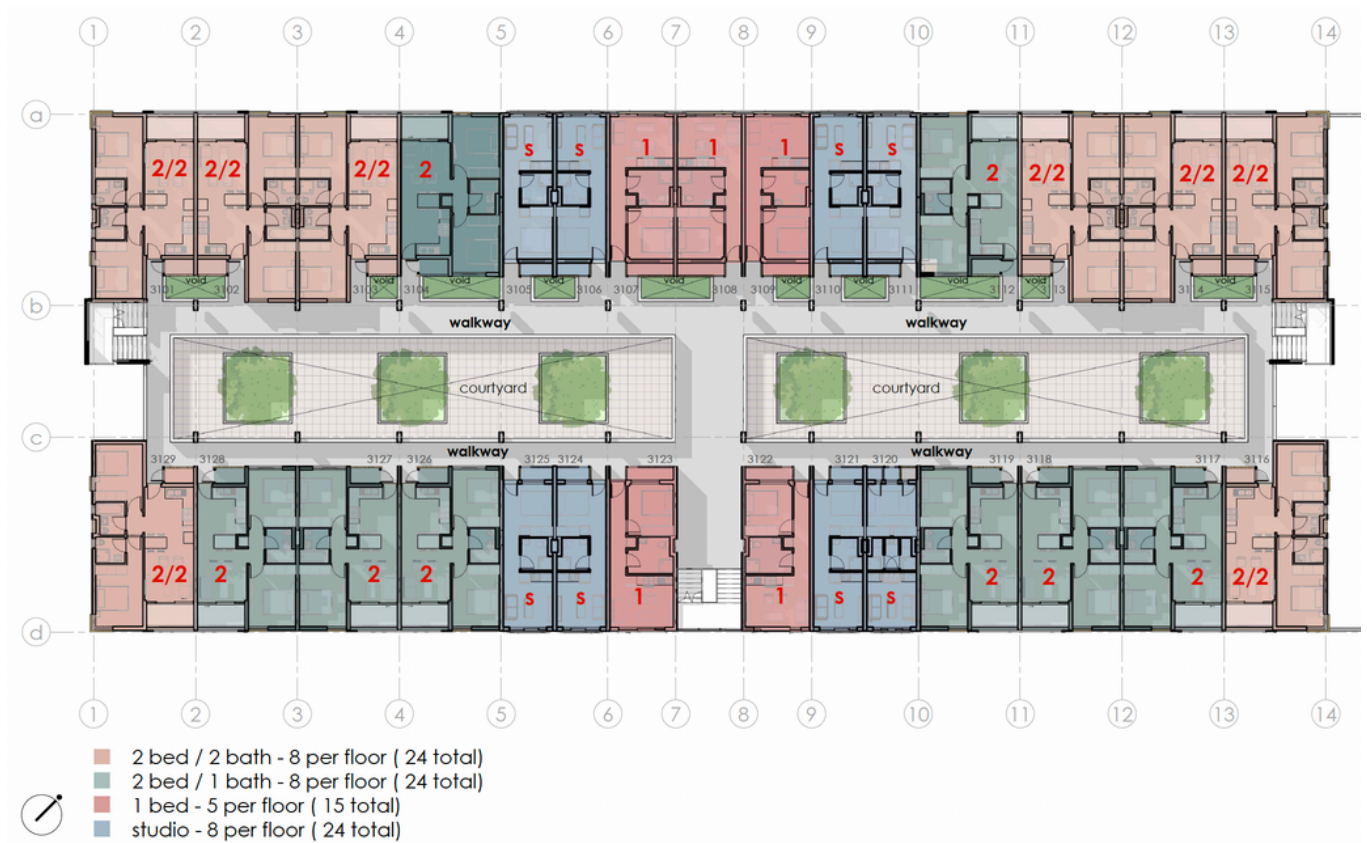 1 2 3 4 5 6 7 8 9 10 11 12 13 14
a
2/2 2/2 2/2 2 s s 1 1 1 s s 2 2/2 2/2 2/2
void void void void void void void void void void
3101 3102 3103 3104 3105 3106 3107 3108 3109 3110 3111 3112 3113 3114 3115
b
walkway walkway
courtyard courtyard
c
walkway walkway
3129 3128 3127 3126 3125 3124 3123 3122 3121 3120 3119 3118 3117 3116
2/2 2 2 2 s s 1 1 s s 2 2 2 2/2
d
1 2 3 4 5 6 7 8 9 10 11 12 13 14
2 bed / 2 bath - 8 per floor ( 24 total)
2 bed / 1 bath - 8 per floor ( 24 total)
1 bed - 5 per floor ( 15 total)
studio - 8 per floor ( 24 total)